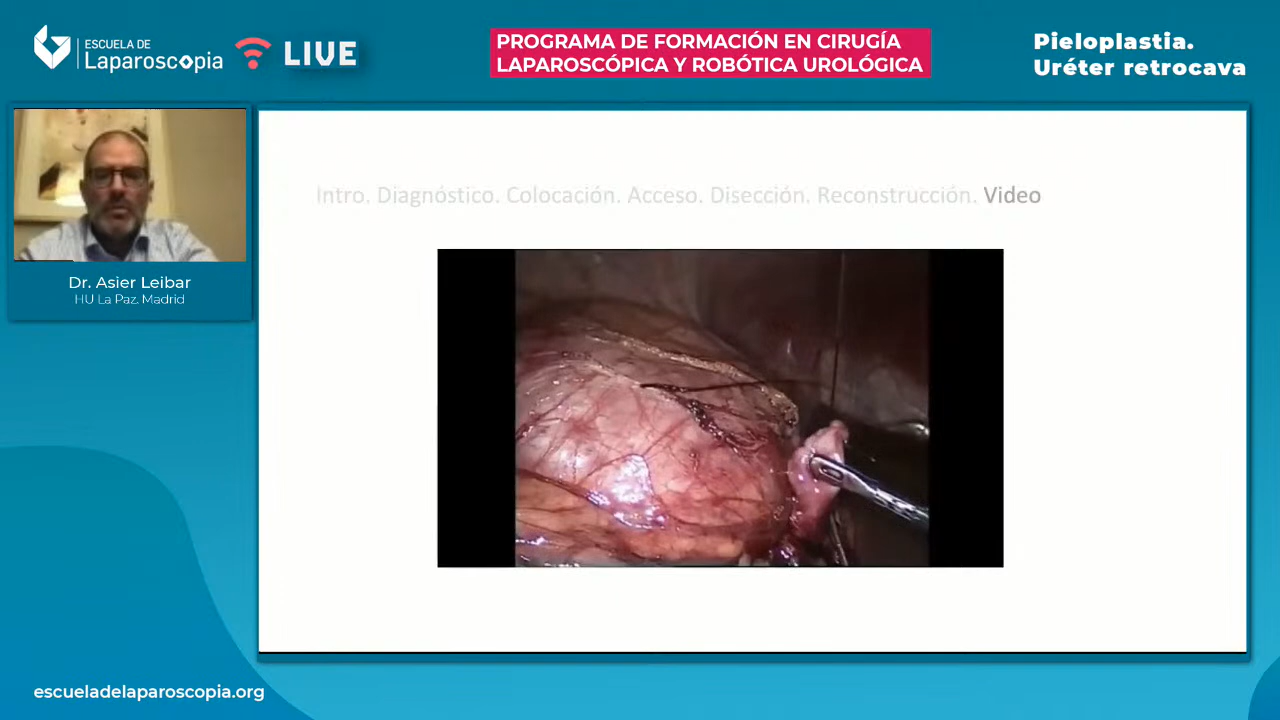 ESCUELA DE
Laparoscopia
LIVE
PROGRAMA DE FORMACIÓN EN CIRUGÍA
LAPAROSCÓPICA Y ROBÓTICA UROLÓGICA
Pieloplastia.
Uréter retrocava
Dr. Asier Leibar
HU La Paz. Madrid
Intro. Diagnóstico. Colocación. Acceso. Disección. Reconstrucción. Video
escueladelaparoscopia.org